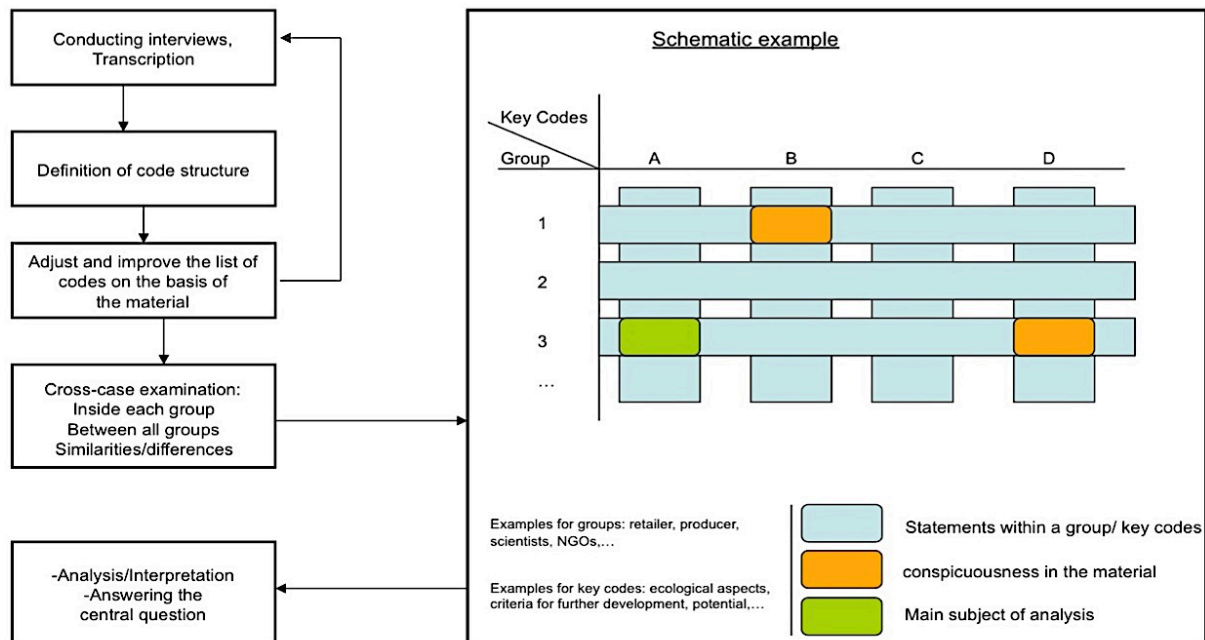 Conducting interviews,
Transcription
Definition of code structure
Adjust and improve the list of
codes on the basis of
the material
Cross-case examination:
Inside each group
Between all groups
Similarities/differences
-Analysis/Interpretation
-Answering the
central question
Schematic example
Key Codes
Group
A B C D
1
2
3
...
Examples for groups: retailer, producer,
scientists, NGOs,...
Examples for key codes: ecological aspects,
criteria for further development, potential,...
Statements within a group/ key codes
conspicuousness in the material
Main subject of analysis